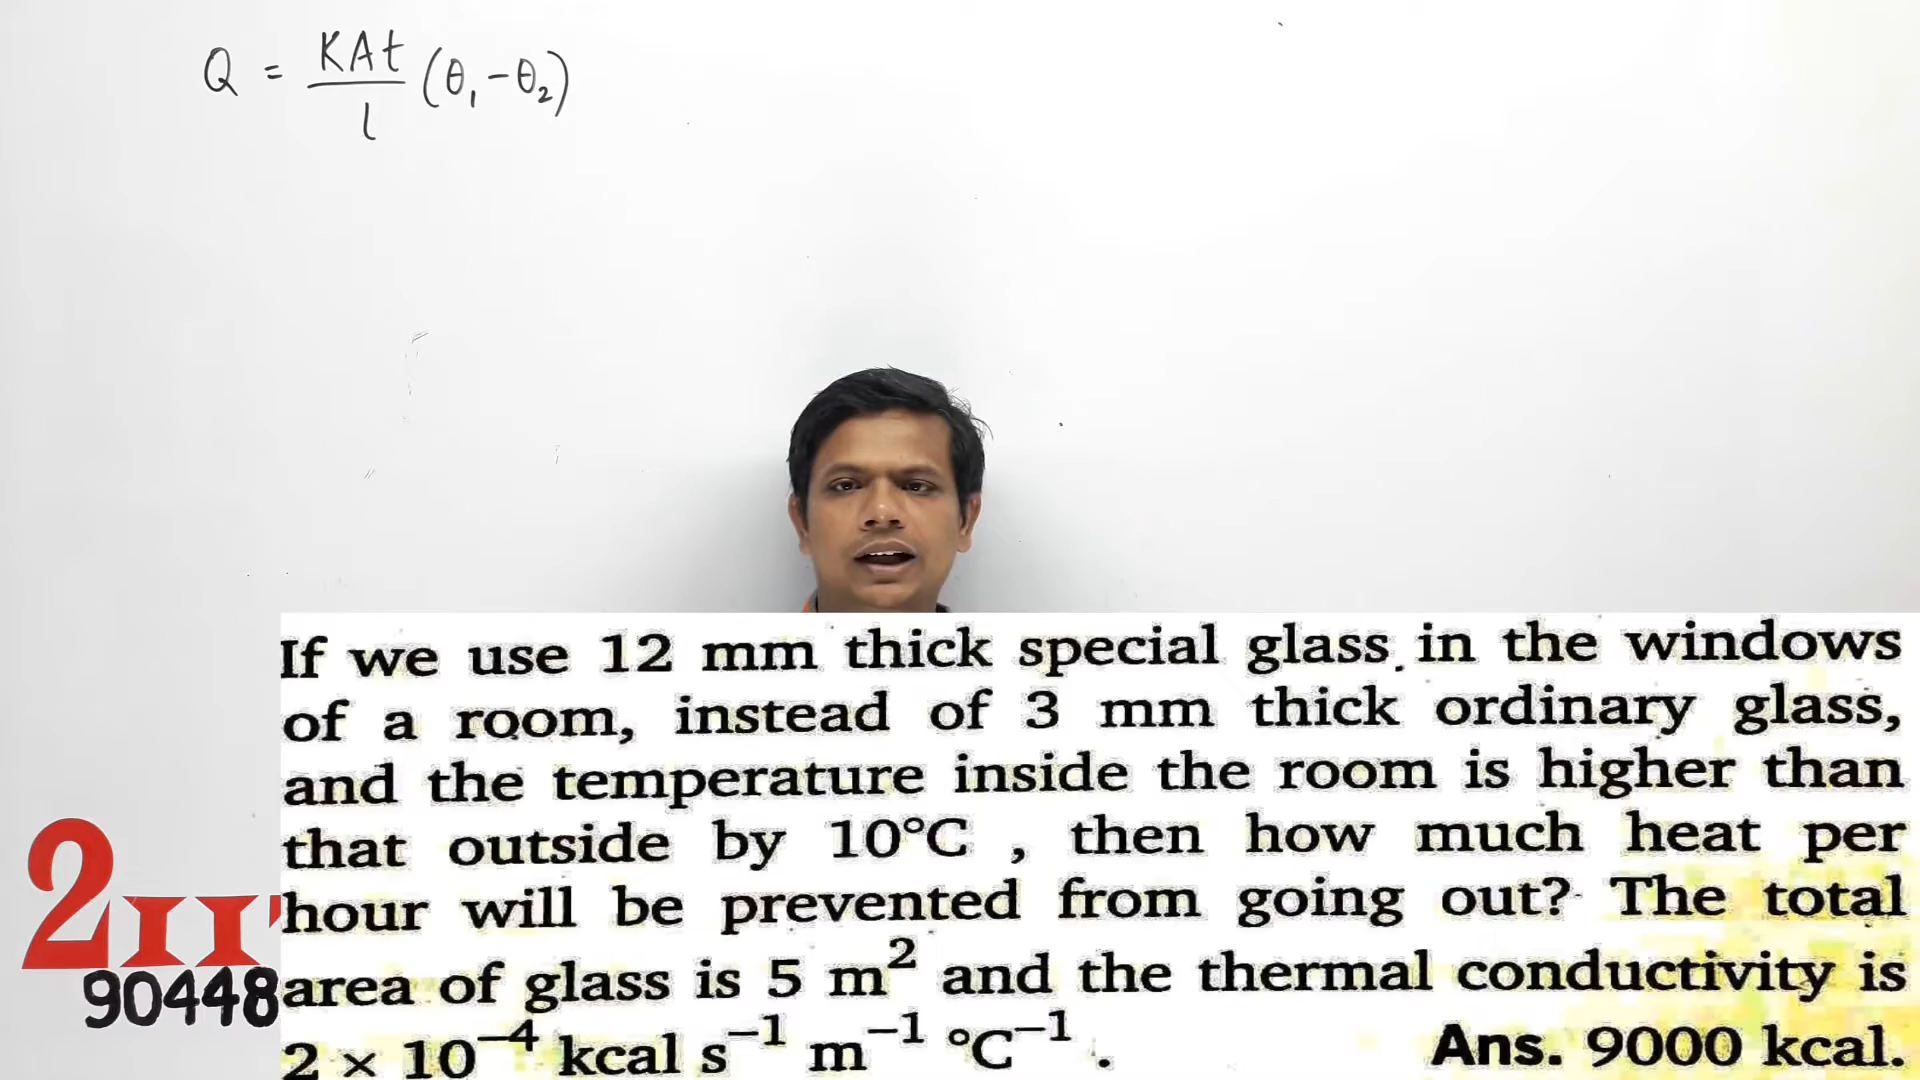 Q = KAt/l (θ₁-θ₂)
If we use 12 mm thick special glass in the windows
of a room, instead of 3 mm thick ordinary glass,
and the temperature inside the room is higher than
that outside by 10°C , then how much heat per
hour will be prevented from going out? The total
area of glass is 5 m² and the thermal conductivity is
2 × 10⁻⁴ kcal s⁻¹ m⁻¹ °C⁻¹ . Ans. 9000 kcal.
90448